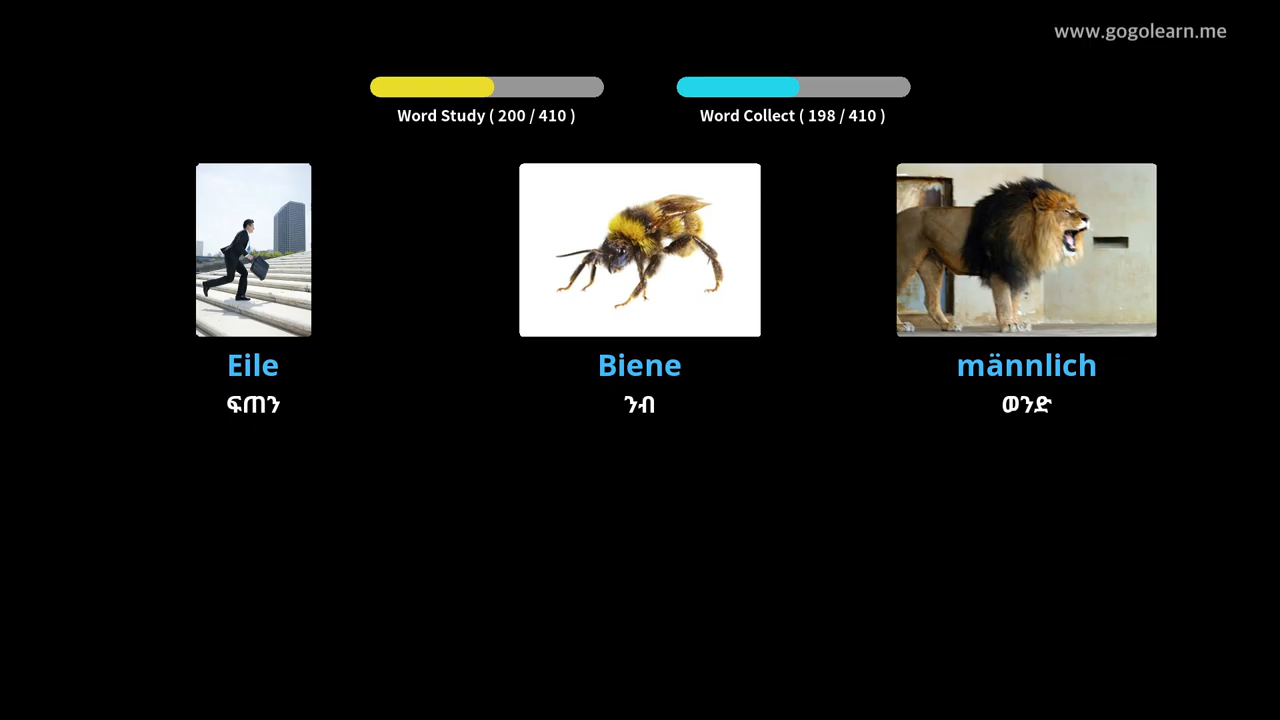 www.gogolearn.me
Word Study ( 200 / 410 )
Word Collect ( 198 / 410 )
Eile
Biene
männlich
ፍጠን
ንብ
ወንድ